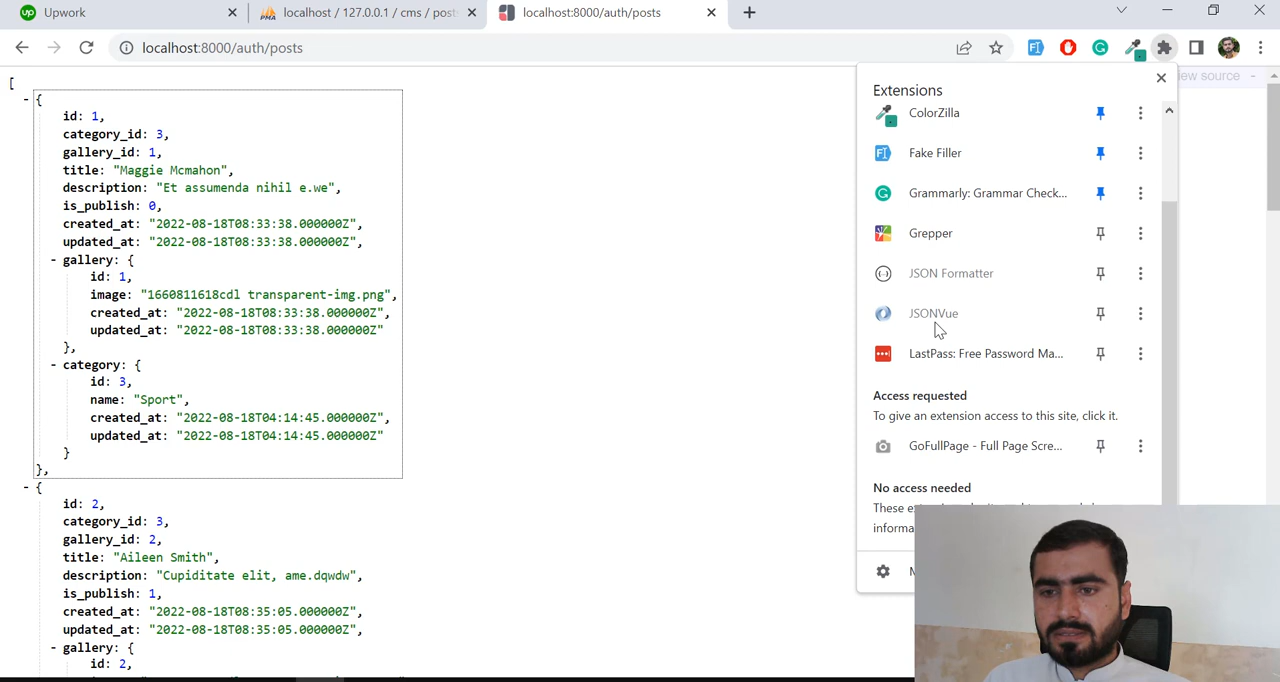 Upwork
localhost / 127.0.0.1 / cms / posts
localhost:8000/auth/posts
localhost:8000/auth/posts
[
- {
id: 1,
category_id: 3,
gallery_id: 1,
title: "Maggie Mcmahon",
description: "Et assumenda nihil e.we",
is_publish: 0,
created_at: "2022-08-18T08:33:38.000000Z",
updated_at: "2022-08-18T08:33:38.000000Z",
- gallery: {
id: 1,
image: "1660811618cdl transparent-img.png",
created_at: "2022-08-18T08:33:38.000000Z",
updated_at: "2022-08-18T08:33:38.000000Z"
},
- category: {
id: 3,
name: "Sport",
created_at: "2022-08-18T04:14:45.000000Z",
updated_at: "2022-08-18T04:14:45.000000Z"
}
},
- {
id: 2,
category_id: 3,
gallery_id: 2,
title: "Aileen Smith",
description: "Cupiditate elit, ame.dqwdw",
is_publish: 1,
created_at: "2022-08-18T08:35:05.000000Z",
updated_at: "2022-08-18T08:35:05.000000Z",
- gallery: {
id: 2,
source
Extensions
ColorZilla
Fake Filler
Grammarly: Grammar Check...
Grepper
JSON Formatter
JSONVue
LastPass: Free Password Ma...
Access requested
To give an extension access to this site, click it.
GoFullPage - Full Page Scre...
No access needed
These